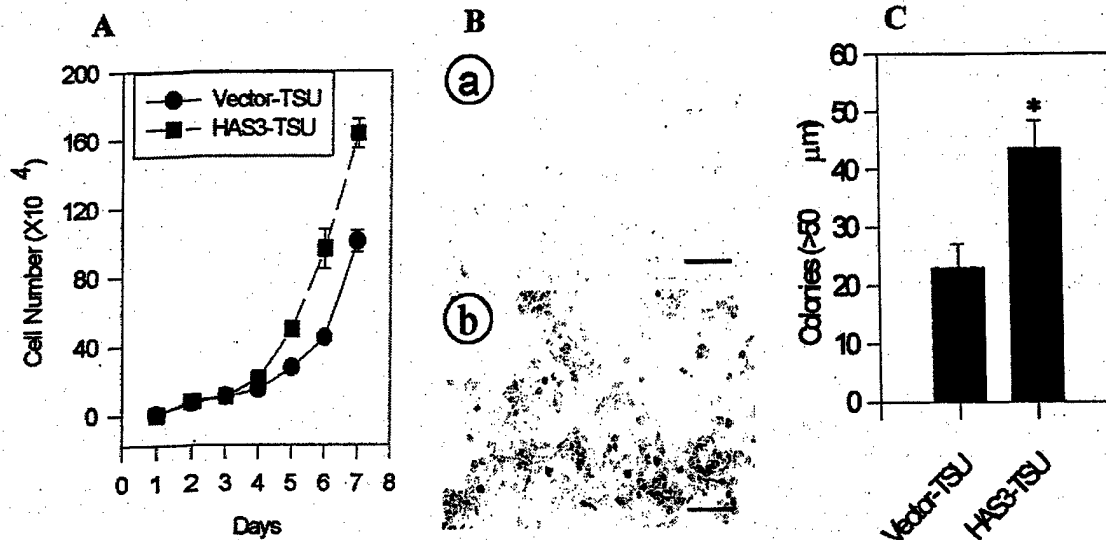 A
Cell Number (X10 4)
200
160
120
80
40
0
Vector-TSU
HAS3-TSU
0 1 2 3 4 5 6 7 8
Days
B
a
b
C
Colonies (>50 μm)
60
50
40
30
20
10
0
*
Vector-TSU
HAS3-TSU